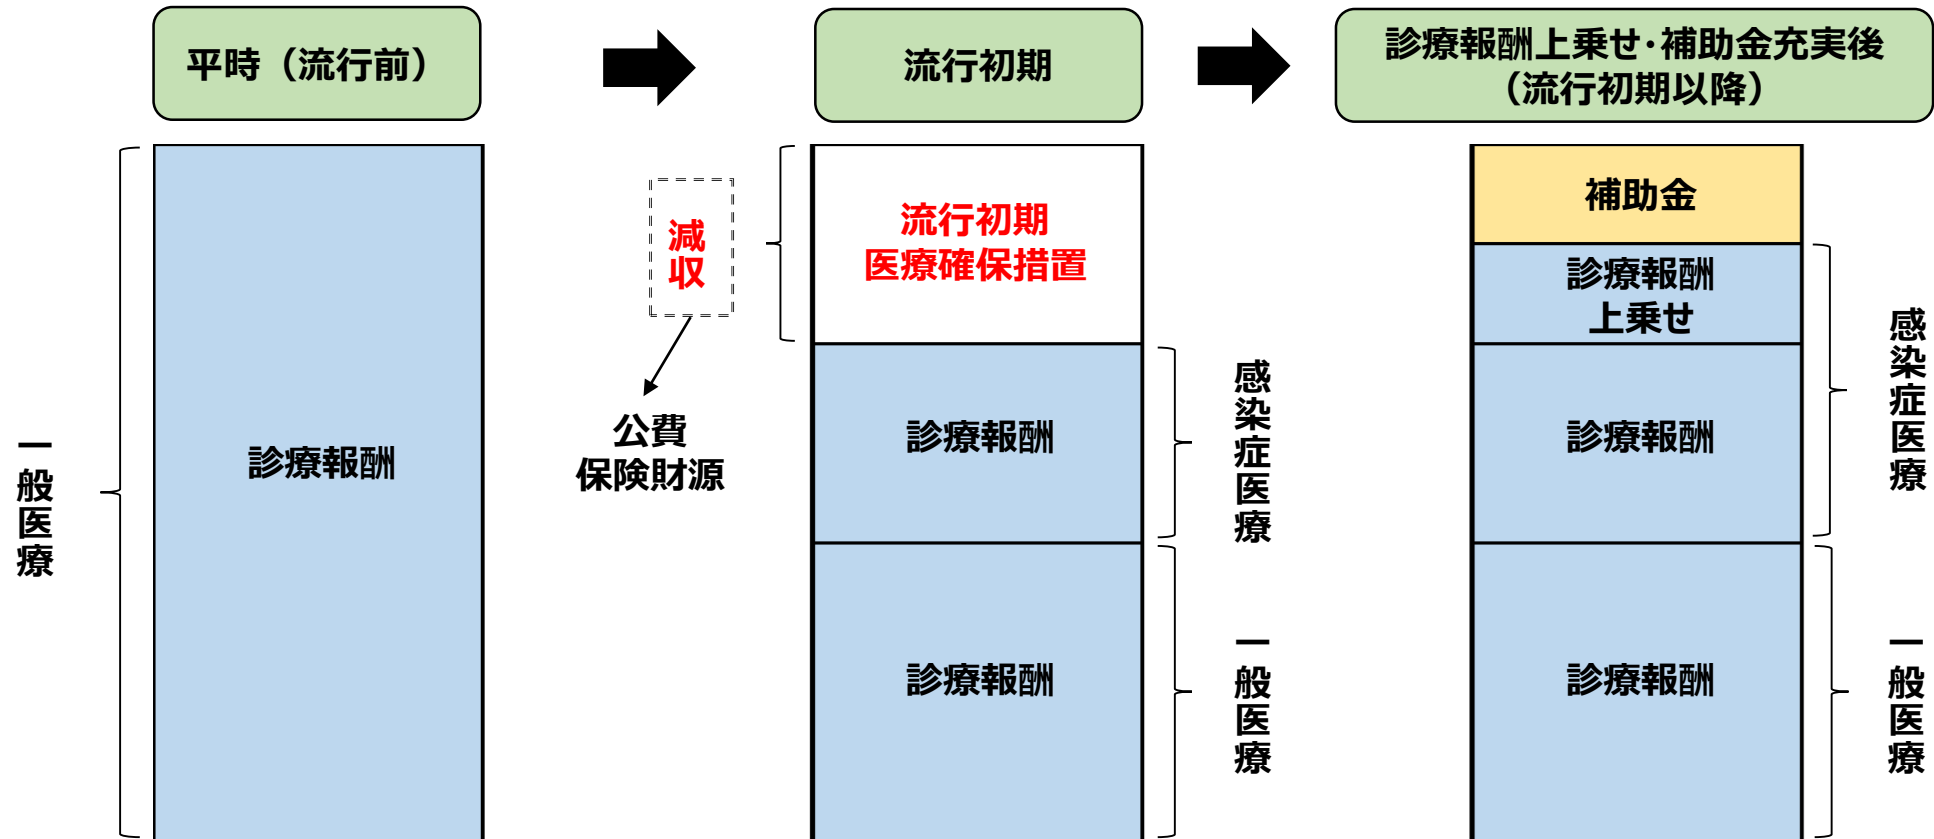 平時（流行前）
流行初期
診療報酬上乗せ・補助金充実後
（流行初期以降）
一般医療
診療報酬
減収
公費
保険財源
流行初期
医療確保措置
診療報酬
診療報酬
感染症医療
一般医療
補助金
診療報酬
上乗せ
診療報酬
診療報酬
感染症医療
一般医療